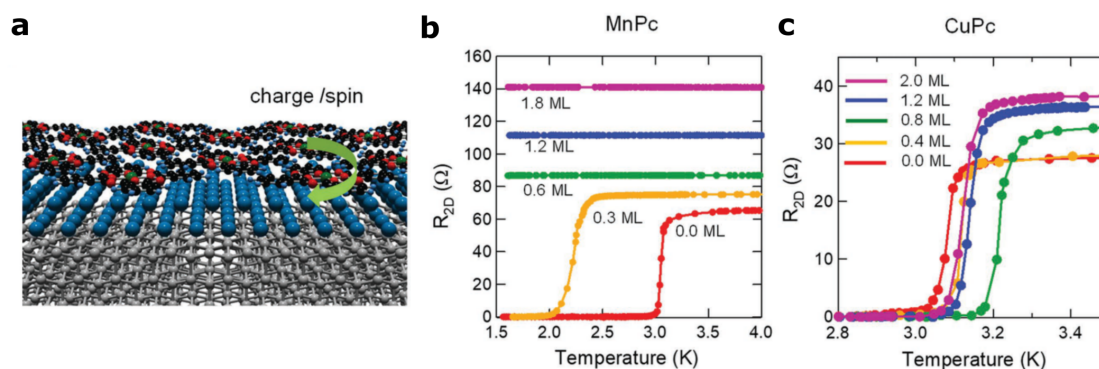 a
charge /spin
b
MnPc
R2D (Ω)
160
140
120
100
80
60
40
20
0
1.8 ML
1.2 ML
0.6 ML
0.3 ML
0.0 ML
1.5
2.0
2.5
3.0
3.5
4.0
Temperature (K)
c
CuPc
R2D (Ω)
40
30
20
10
0
2.0 ML
1.2 ML
0.8 ML
0.4 ML
0.0 ML
2.8
3.0
3.2
3.4
Temperature (K)